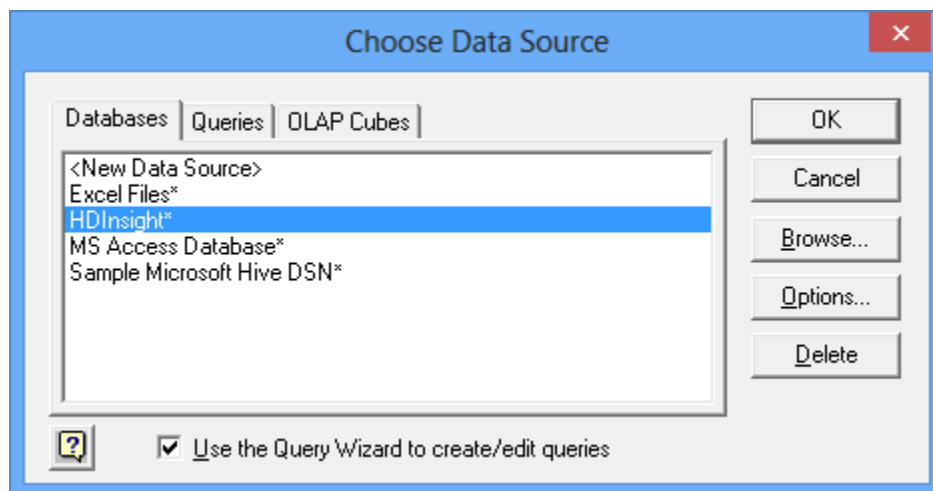 Choose Data Source
Databases Queries OLAP Cubes
<New Data Source>
Excel Files*
HDInsight*
MS Access Database*
Sample Microsoft Hive DSN*
OK
Cancel
Browse...
Options...
Delete
Use the Query Wizard to create/edit queries